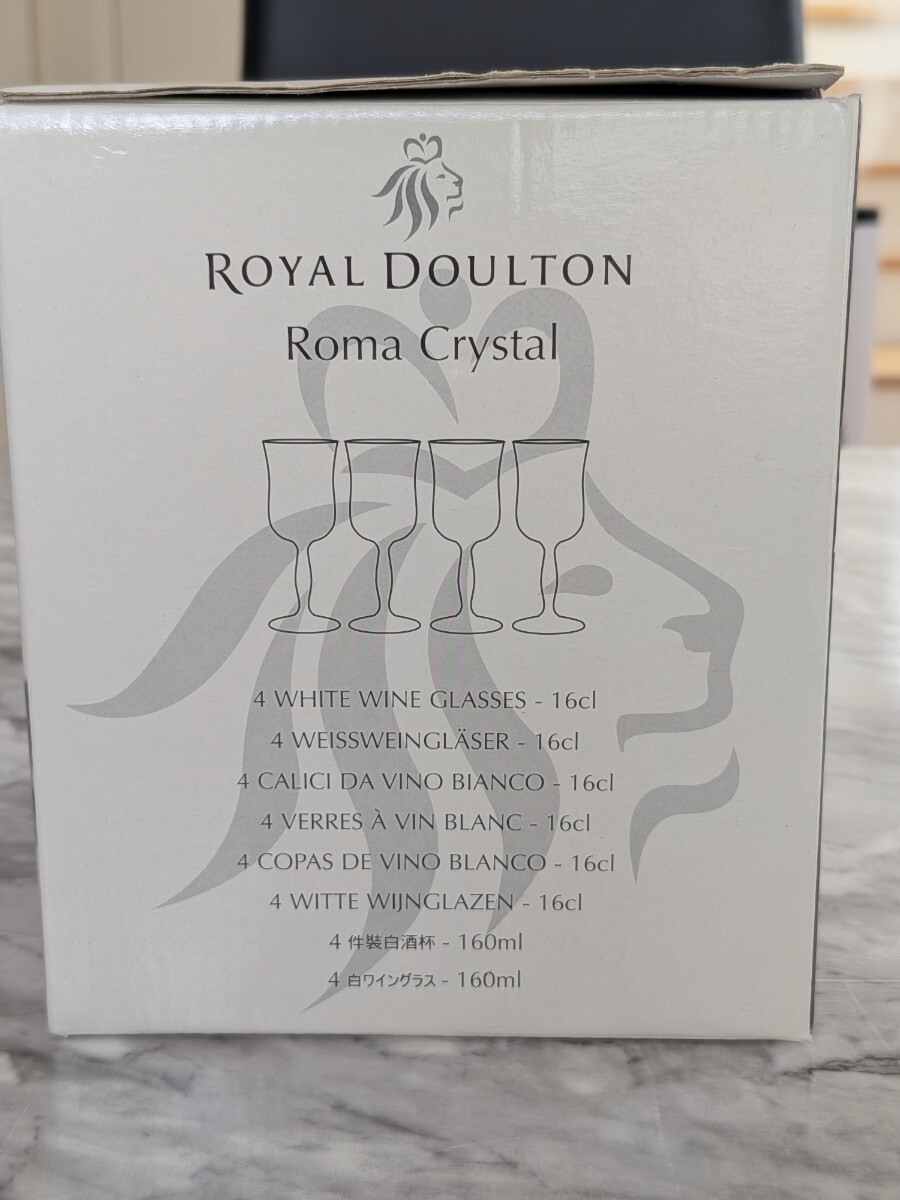 ROYAL DOULTON
Roma Crystal
4 WHITE WINE GLASSES - 16cl
4 WEISSWEINGLÄSER - 16cl
4 CALICI DA VINO BIANCO - 16cl
4 VERRES À VIN BLANC - 16cl
4 COPAS DE VINO BLANCO - 16cl
4 WITTE WIJNGLAZEN - 16cl
4 件裝白酒杯 - 160ml
4 白ワイングラス - 160ml